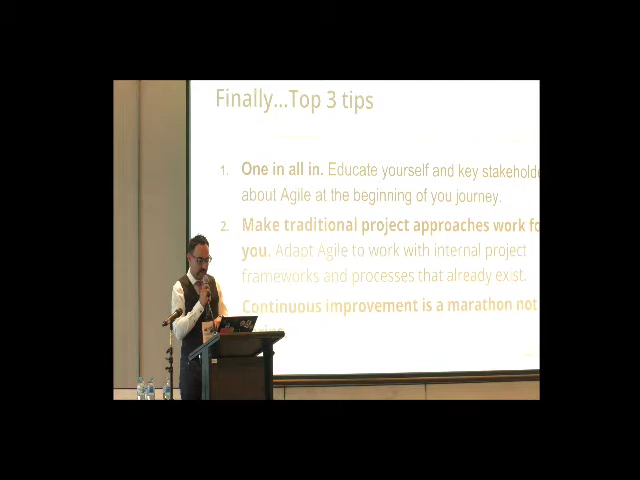 Finally...Top 3 tips
1. One in all in. Educate yourself and key stakeholde
about Agile at the beginning of you journey.
2. Make traditional project approaches work fo
you. Adapt Agile to work with internal project
frameworks and processes that already exist.
Continuous improvement is a marathon not